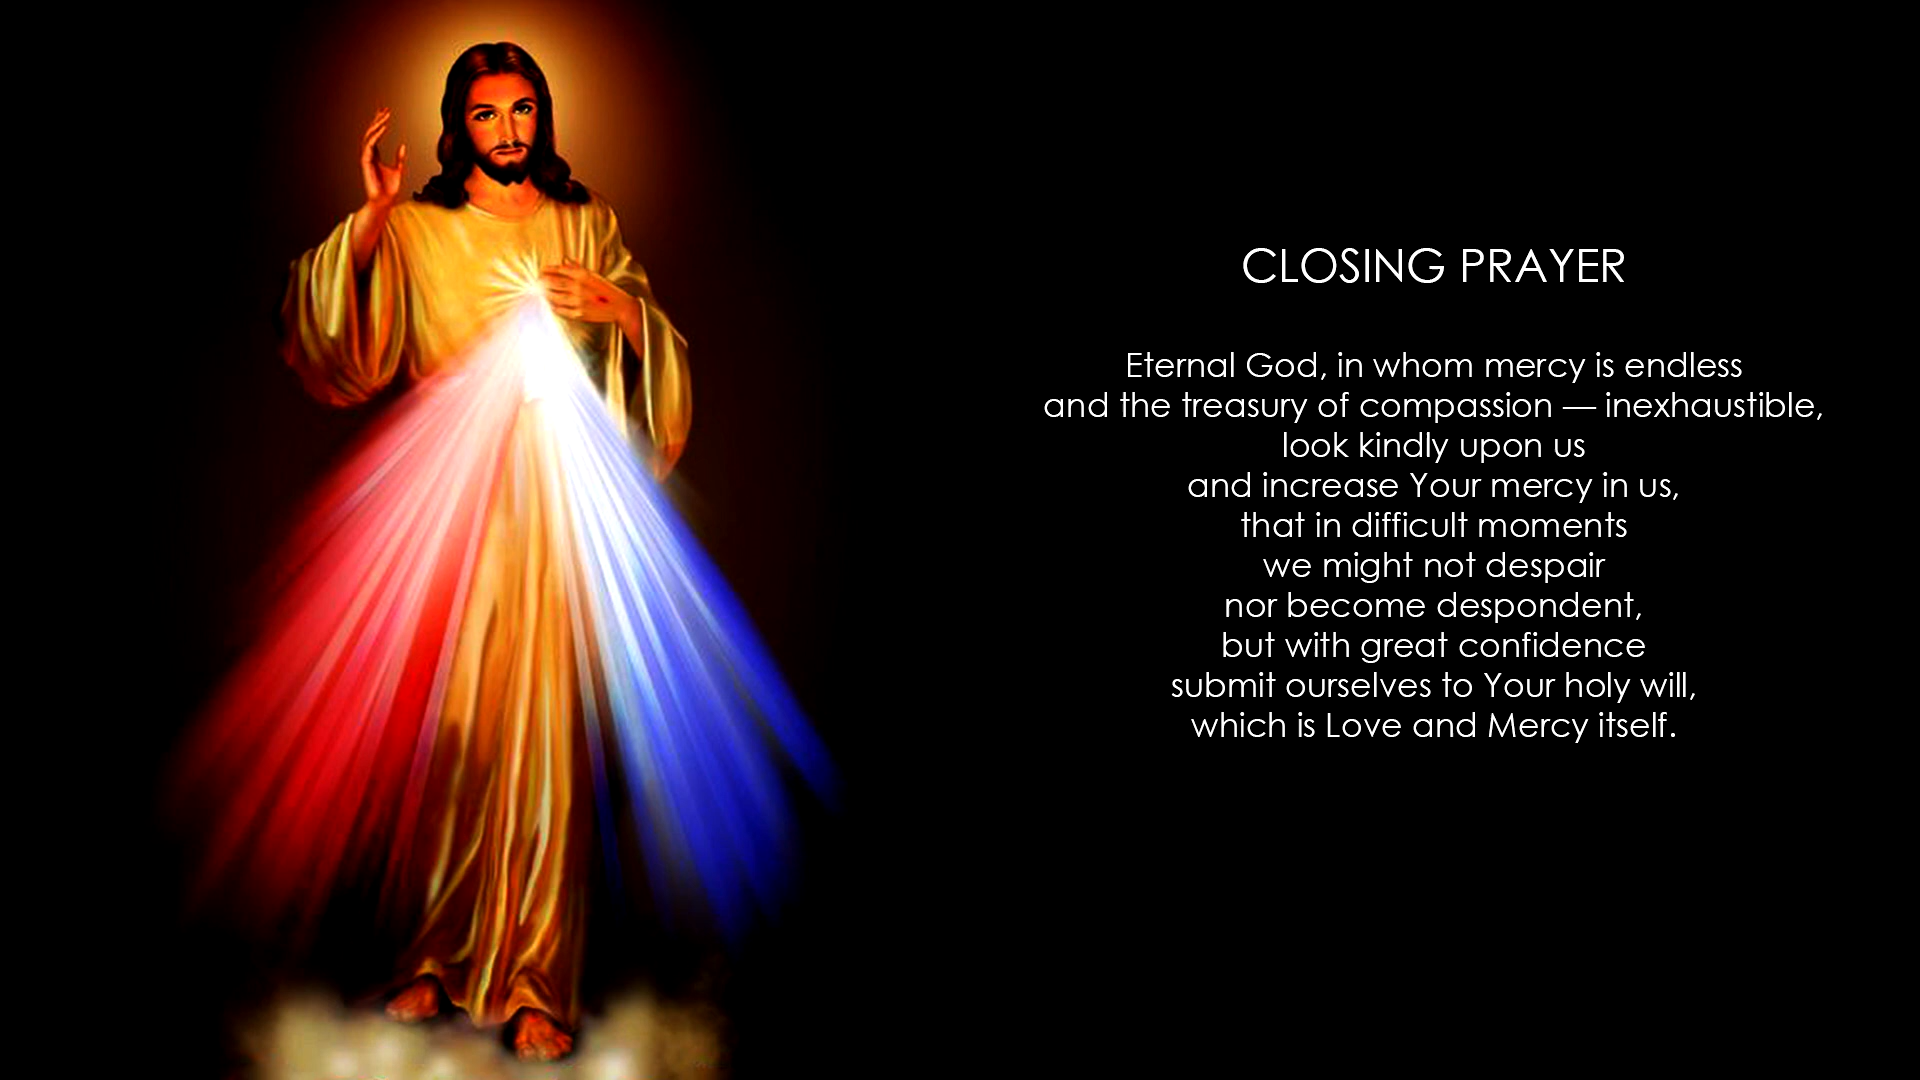 CLOSING PRAYER
Eternal God, in whom mercy is endless
and the treasury of compassion — inexhaustible,
look kindly upon us
and increase Your mercy in us,
that in difficult moments
we might not despair
nor become despondent,
but with great confidence
submit ourselves to Your holy will,
which is Love and Mercy itself.